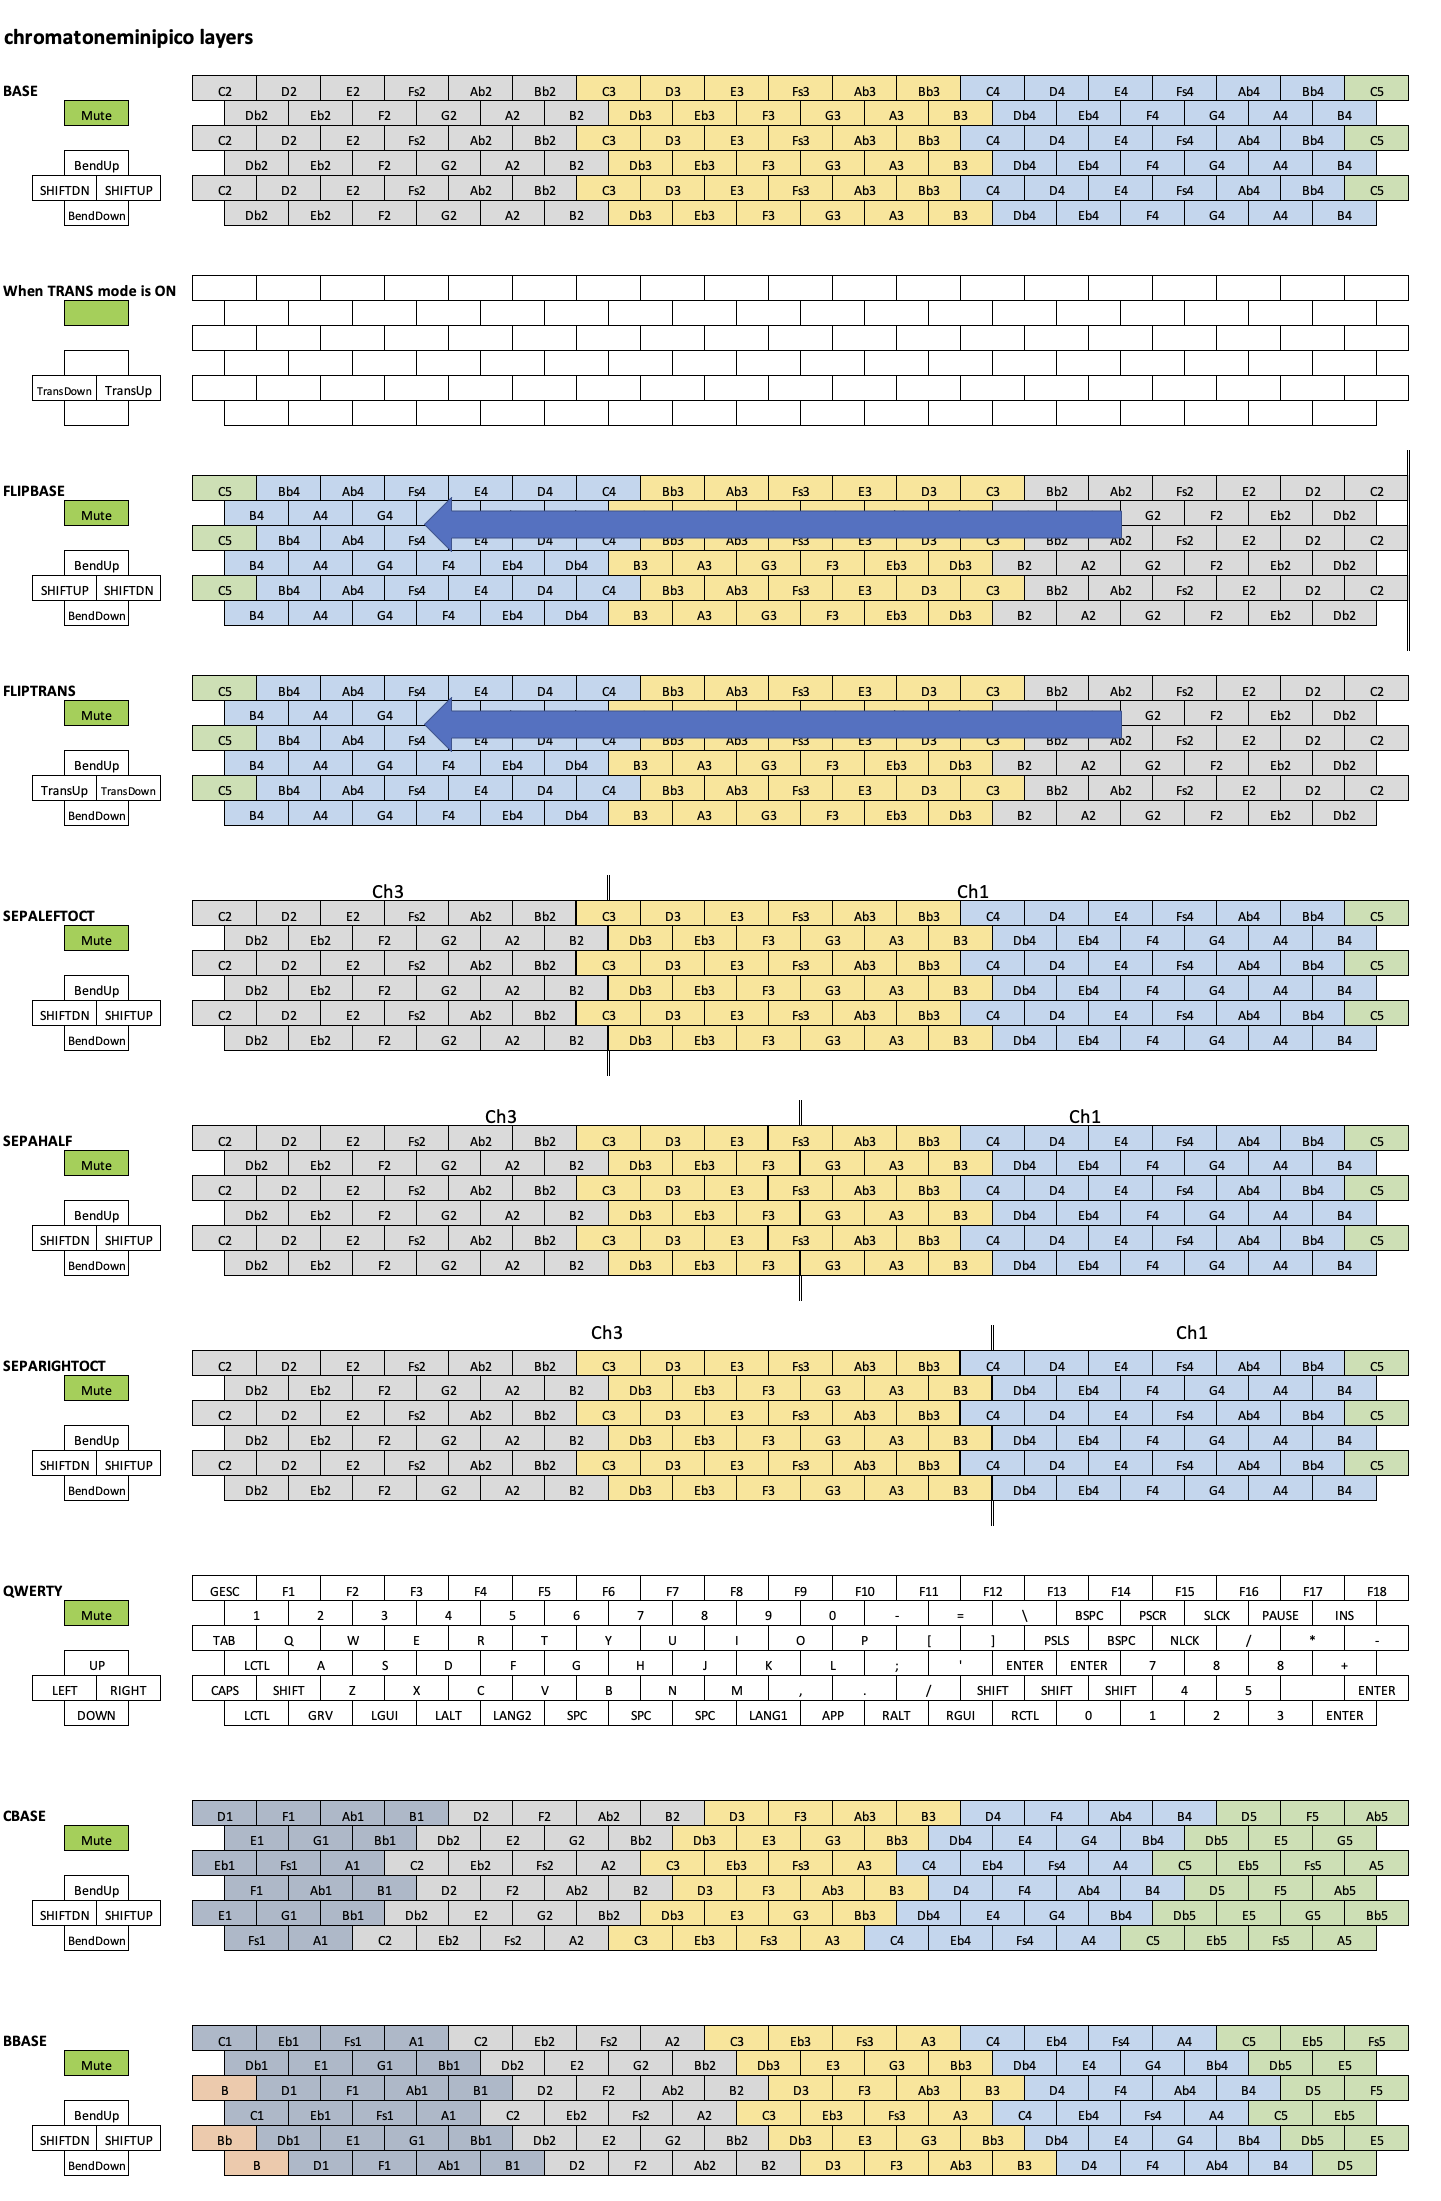 chromatoneminipico layers
BASE C2 D2 E2 Fs2 Ab2 Bb2 C3 D3 E3 Fs3 Ab3 Bb3 C4 D4 E4 Fs4 Ab4 Bb4 C5
Mute Db2 Eb2 F2 G2 A2 B2 Db3 Eb3 F3 G3 A3 B3 Db4 Eb4 F4 G4 A4 B4
C2 D2 E2 Fs2 Ab2 Bb2 C3 D3 E3 Fs3 Ab3 Bb3 C4 D4 E4 Fs4 Ab4 Bb4 C5
BendUp Db2 Eb2 F2 G2 A2 B2 Db3 Eb3 F3 G3 A3 B3 Db4 Eb4 F4 G4 A4 B4
SHIFTDN SHIFTUP C2 D2 E2 Fs2 Ab2 Bb2 C3 D3 E3 Fs3 Ab3 Bb3 C4 D4 E4 Fs4 Ab4 Bb4 C5
BendDown Db2 Eb2 F2 G2 A2 B2 Db3 Eb3 F3 G3 A3 B3 Db4 Eb4 F4 G4 A4 B4
When TRANS mode is ON
TransDown TransUp
FLIPBASE C5 Bb4 Ab4 Fs4 E4 D4 C4 Bb3 Ab3 Fs3 E3 D3 C3 Bb2 Ab2 Fs2 E2 D2 C2
Mute B4 A4 G4 G2 F2 Eb2 Db2
C5 Bb4 Ab4 Fs4 E4 D4 C4 Bb3 Ab3 Fs3 E3 D3 C3 Bb2 Ab2 Fs2 E2 D2 C2
BendUp B4 A4 G4 F4 Eb4 Db4 B3 A3 G3 F3 Eb3 Db3 B2 A2 G2 F2 Eb2 Db2
SHIFTUP SHIFTDN C5 Bb4 Ab4 Fs4 E4 D4 C4 Bb3 Ab3 Fs3 E3 D3 C3 Bb2 Ab2 Fs2 E2 D2 C2
BendDown B4 A4 G4 F4 Eb4 Db4 B3 A3 G3 F3 Eb3 Db3 B2 A2 G2 F2 Eb2 Db2
FLIPTRANS C5 Bb4 Ab4 Fs4 E4 D4 C4 Bb3 Ab3 Fs3 E3 D3 C3 Bb2 Ab2 Fs2 E2 D2 C2
Mute B4 A4 G4 G2 F2 Eb2 Db2
C5 Bb4 Ab4 Fs4 E4 D4 C4 Bb3 Ab3 Fs3 E3 D3 C3 Bb2 Ab2 Fs2 E2 D2 C2
BendUp B4 A4 G4 F4 Eb4 Db4 B3 A3 G3 F3 Eb3 Db3 B2 A2 G2 F2 Eb2 Db2
TransUp TransDown C5 Bb4 Ab4 Fs4 E4 D4 C4 Bb3 Ab3 Fs3 E3 D3 C3 Bb2 Ab2 Fs2 E2 D2 C2
BendDown B4 A4 G4 F4 Eb4 Db4 B3 A3 G3 F3 Eb3 Db3 B2 A2 G2 F2 Eb2 Db2
Ch3 Ch1
SEPALEFTOCT C2 D2 E2 Fs2 Ab2 Bb2 C3 D3 E3 Fs3 Ab3 Bb3 C4 D4 E4 Fs4 Ab4 Bb4 C5
Mute Db2 Eb2 F2 G2 A2 B2 Db3 Eb3 F3 G3 A3 B3 Db4 Eb4 F4 G4 A4 B4
C2 D2 E2 Fs2 Ab2 Bb2 C3 D3 E3 Fs3 Ab3 Bb3 C4 D4 E4 Fs4 Ab4 Bb4 C5
BendUp Db2 Eb2 F2 G2 A2 B2 Db3 Eb3 F3 G3 A3 B3 Db4 Eb4 F4 G4 A4 B4
SHIFTDN SHIFTUP C2 D2 E2 Fs2 Ab2 Bb2 C3 D3 E3 Fs3 Ab3 Bb3 C4 D4 E4 Fs4 Ab4 Bb4 C5
BendDown Db2 Eb2 F2 G2 A2 B2 Db3 Eb3 F3 G3 A3 B3 Db4 Eb4 F4 G4 A4 B4
Ch3 Ch1
SEPAHALF C2 D2 E2 Fs2 Ab2 Bb2 C3 D3 E3 Fs3 Ab3 Bb3 C4 D4 E4 Fs4 Ab4 Bb4 C5
Mute Db2 Eb2 F2 G2 A2 B2 Db3 Eb3 F3 G3 A3 B3 Db4 Eb4 F4 G4 A4 B4
C2 D2 E2 Fs2 Ab2 Bb2 C3 D3 E3 Fs3 Ab3 Bb3 C4 D4 E4 Fs4 Ab4 Bb4 C5
BendUp Db2 Eb2 F2 G2 A2 B2 Db3 Eb3 F3 G3 A3 B3 Db4 Eb4 F4 G4 A4 B4
SHIFTDN SHIFTUP C2 D2 E2 Fs2 Ab2 Bb2 C3 D3 E3 Fs3 Ab3 Bb3 C4 D4 E4 Fs4 Ab4 Bb4 C5
BendDown Db2 Eb2 F2 G2 A2 B2 Db3 Eb3 F3 G3 A3 B3 Db4 Eb4 F4 G4 A4 B4
Ch3 Ch1
SEPARIGHTOCT C2 D2 E2 Fs2 Ab2 Bb2 C3 D3 E3 Fs3 Ab3 Bb3 C4 D4 E4 Fs4 Ab4 Bb4 C5
Mute Db2 Eb2 F2 G2 A2 B2 Db3 Eb3 F3 G3 A3 B3 Db4 Eb4 F4 G4 A4 B4
C2 D2 E2 Fs2 Ab2 Bb2 C3 D3 E3 Fs3 Ab3 Bb3 C4 D4 E4 Fs4 Ab4 Bb4 C5
BendUp Db2 Eb2 F2 G2 A2 B2 Db3 Eb3 F3 G3 A3 B3 Db4 Eb4 F4 G4 A4 B4
SHIFTDN SHIFTUP C2 D2 E2 Fs2 Ab2 Bb2 C3 D3 E3 Fs3 Ab3 Bb3 C4 D4 E4 Fs4 Ab4 Bb4 C5
BendDown Db2 Eb2 F2 G2 A2 B2 Db3 Eb3 F3 G3 A3 B3 Db4 Eb4 F4 G4 A4 B4
QWERTY GESC F1 F2 F3 F4 F5 F6 F7 F8 F9 F10 F11 F12 F13 F14 F15 F16 F17 F18
Mute 1 2 3 4 5 6 7 8 9 0 - = \ BSPC PSCR SLCK PAUSE INS
TAB Q W E R T Y U I O P [ ] PSLS BSPC NLCK / * -
UP LCTL A S D F G H J K L ; ' ENTER ENTER 7 8 8 +
LEFT RIGHT CAPS SHIFT Z X C V B N M , . / SHIFT SHIFT SHIFT 4 5 ENTER
DOWN LCTL GRV LGUI LALT LANG2 SPC SPC SPC LANG1 APP RALT RGUI RCTL 0 1 2 3 ENTER
CBASE D1 F1 Ab1 B1 D2 F2 Ab2 B2 D3 F3 Ab3 B3 D4 F4 Ab4 B4 D5 F5 Ab5
Mute E1 G1 Bb1 Db2 E2 G2 Bb2 Db3 E3 G3 Bb3 Db4 E4 G4 Bb4 Db5 E5 G5
Eb1 Fs1 A1 C2 Eb2 Fs2 A2 C3 Eb3 Fs3 A3 C4 Eb4 Fs4 A4 C5 Eb5 Fs5 A5
BendUp F1 Ab1 B1 D2 F2 Ab2 B2 D3 F3 Ab3 B3 D4 F4 Ab4 B4 D5 F5 Ab5
SHIFTDN SHIFTUP E1 G1 Bb1 Db2 E2 G2 Bb2 Db3 E3 G3 Bb3 Db4 E4 G4 Bb4 Db5 E5 G5 Bb5
BendDown Fs1 A1 C2 Eb2 Fs2 A2 C3 Eb3 Fs3 A3 C4 Eb4 Fs4 A4 C5 Eb5 Fs5 A5
BBASE C1 Eb1 Fs1 A1 C2 Eb2 Fs2 A2 C3 Eb3 Fs3 A3 C4 Eb4 Fs4 A4 C5 Eb5 Fs5
Mute Db1 E1 G1 Bb1 Db2 E2 G2 Bb2 Db3 E3 G3 Bb3 Db4 E4 G4 Bb4 Db5 E5
B D1 F1 Ab1 B1 D2 F2 Ab2 B2 D3 F3 Ab3 B3 D4 F4 Ab4 B4 D5 F5
BendUp C1 Eb1 Fs1 A1 C2 Eb2 Fs2 A2 C3 Eb3 Fs3 A3 C4 Eb4 Fs4 A4 C5 Eb5
SHIFTDN SHIFTUP Bb Db1 E1 G1 Bb1 Db2 E2 G2 Bb2 Db3 E3 G3 Bb3 Db4 E4 G4 Bb4 Db5 E5
BendDown B D1 F1 Ab1 B1 D2 F2 Ab2 B2 D3 F3 Ab3 B3 D4 F4 Ab4 B4 D5